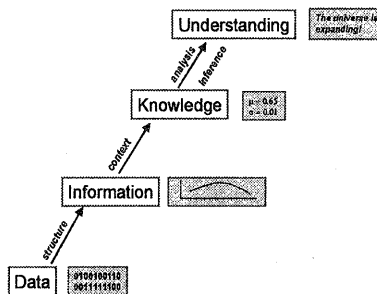 Understanding
The universe is
expanding!
analysis
inference
Knowledge
μ = 0.65
σ = 0.01
context
Information
structure
Data
0100100110
0011111100